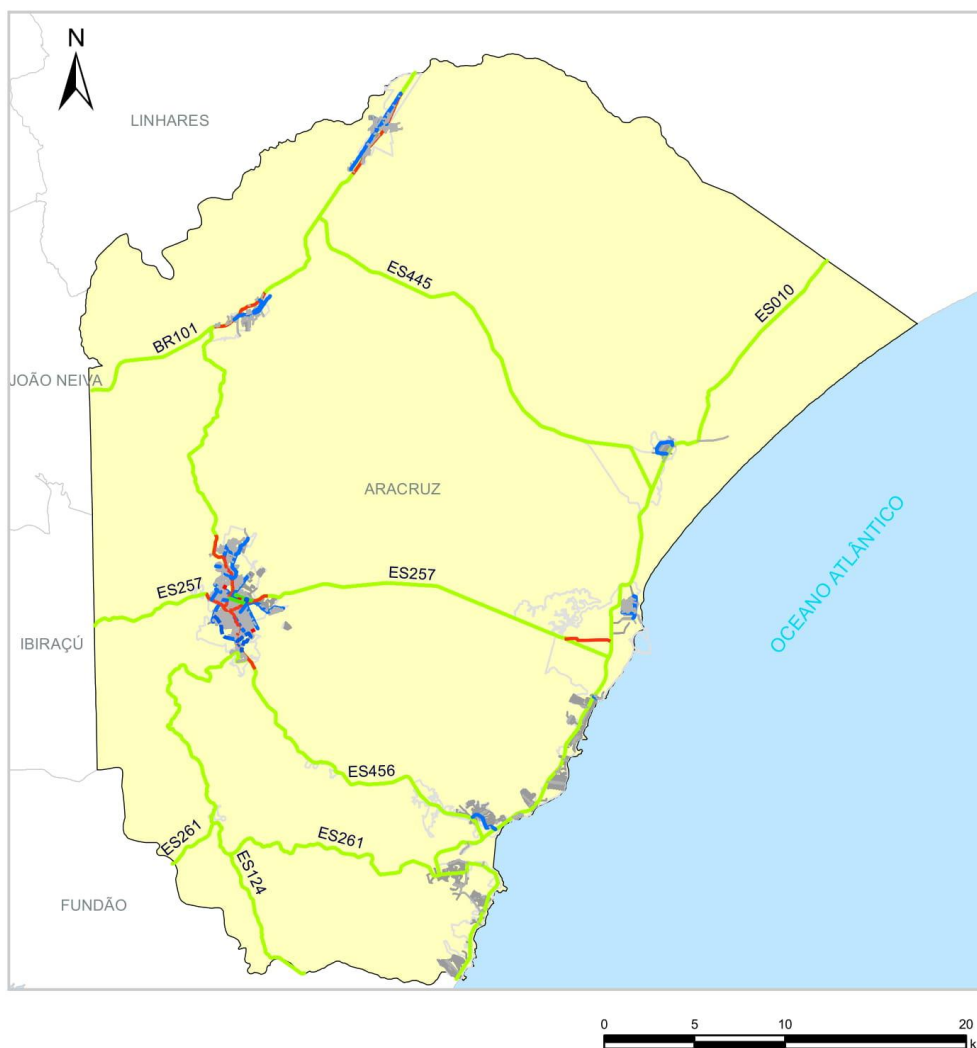 N
LINHARES
ES445
ES010
BR101
JOÃO NEIVA
ARACRUZ
OCEANO ATLÂNTICO
ES257
ES257
IBIRAÇÚ
ES456
ES261
ES261
ES124
FUNDÃO
0 5 10 20